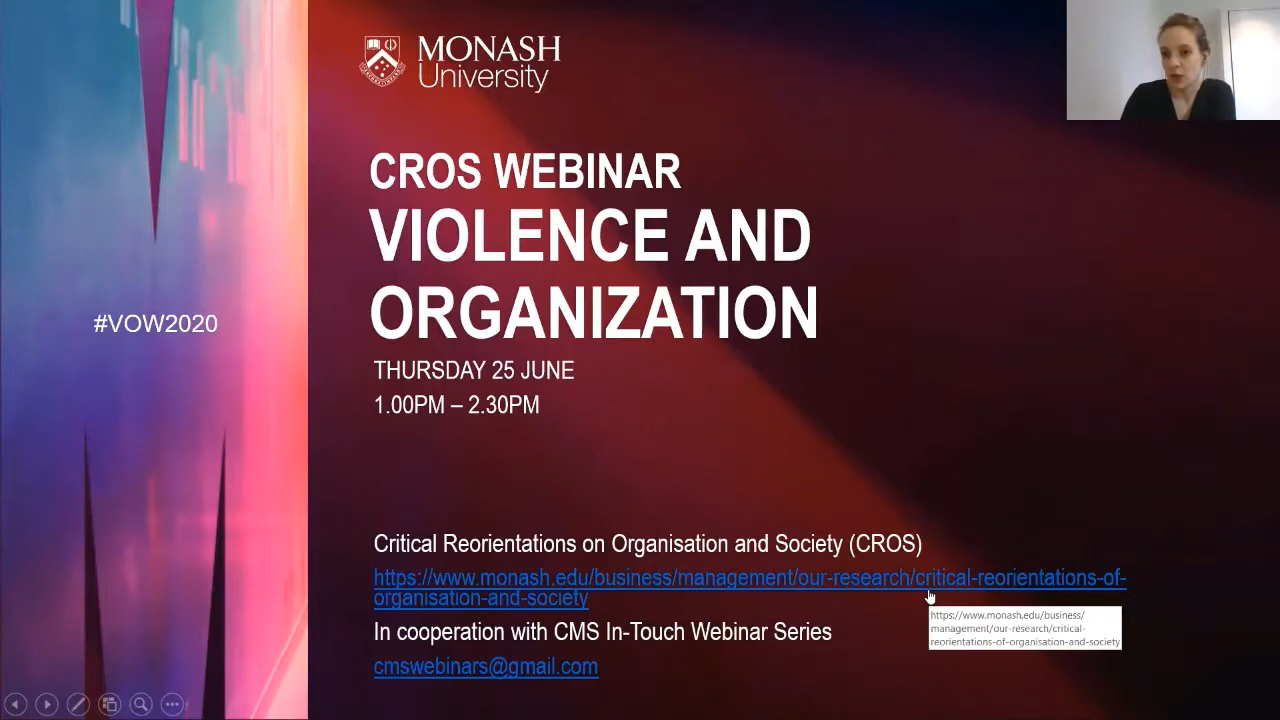 MONASH
University
CROS WEBINAR
VIOLENCE AND
ORGANIZATION
#VOW2020
THURSDAY 25 JUNE
1.00PM – 2.30PM
Critical Reorientations on Organisation and Society (CROS)
https://www.monash.edu/business/management/our-research/critical-reorientations-of-
organisation-and-society
https://www.monash.edu/business/
management/our-research/critical-
reorientations-of-organisation-and-society
In cooperation with CMS In-Touch Webinar Series
cmswebinars@gmail.com